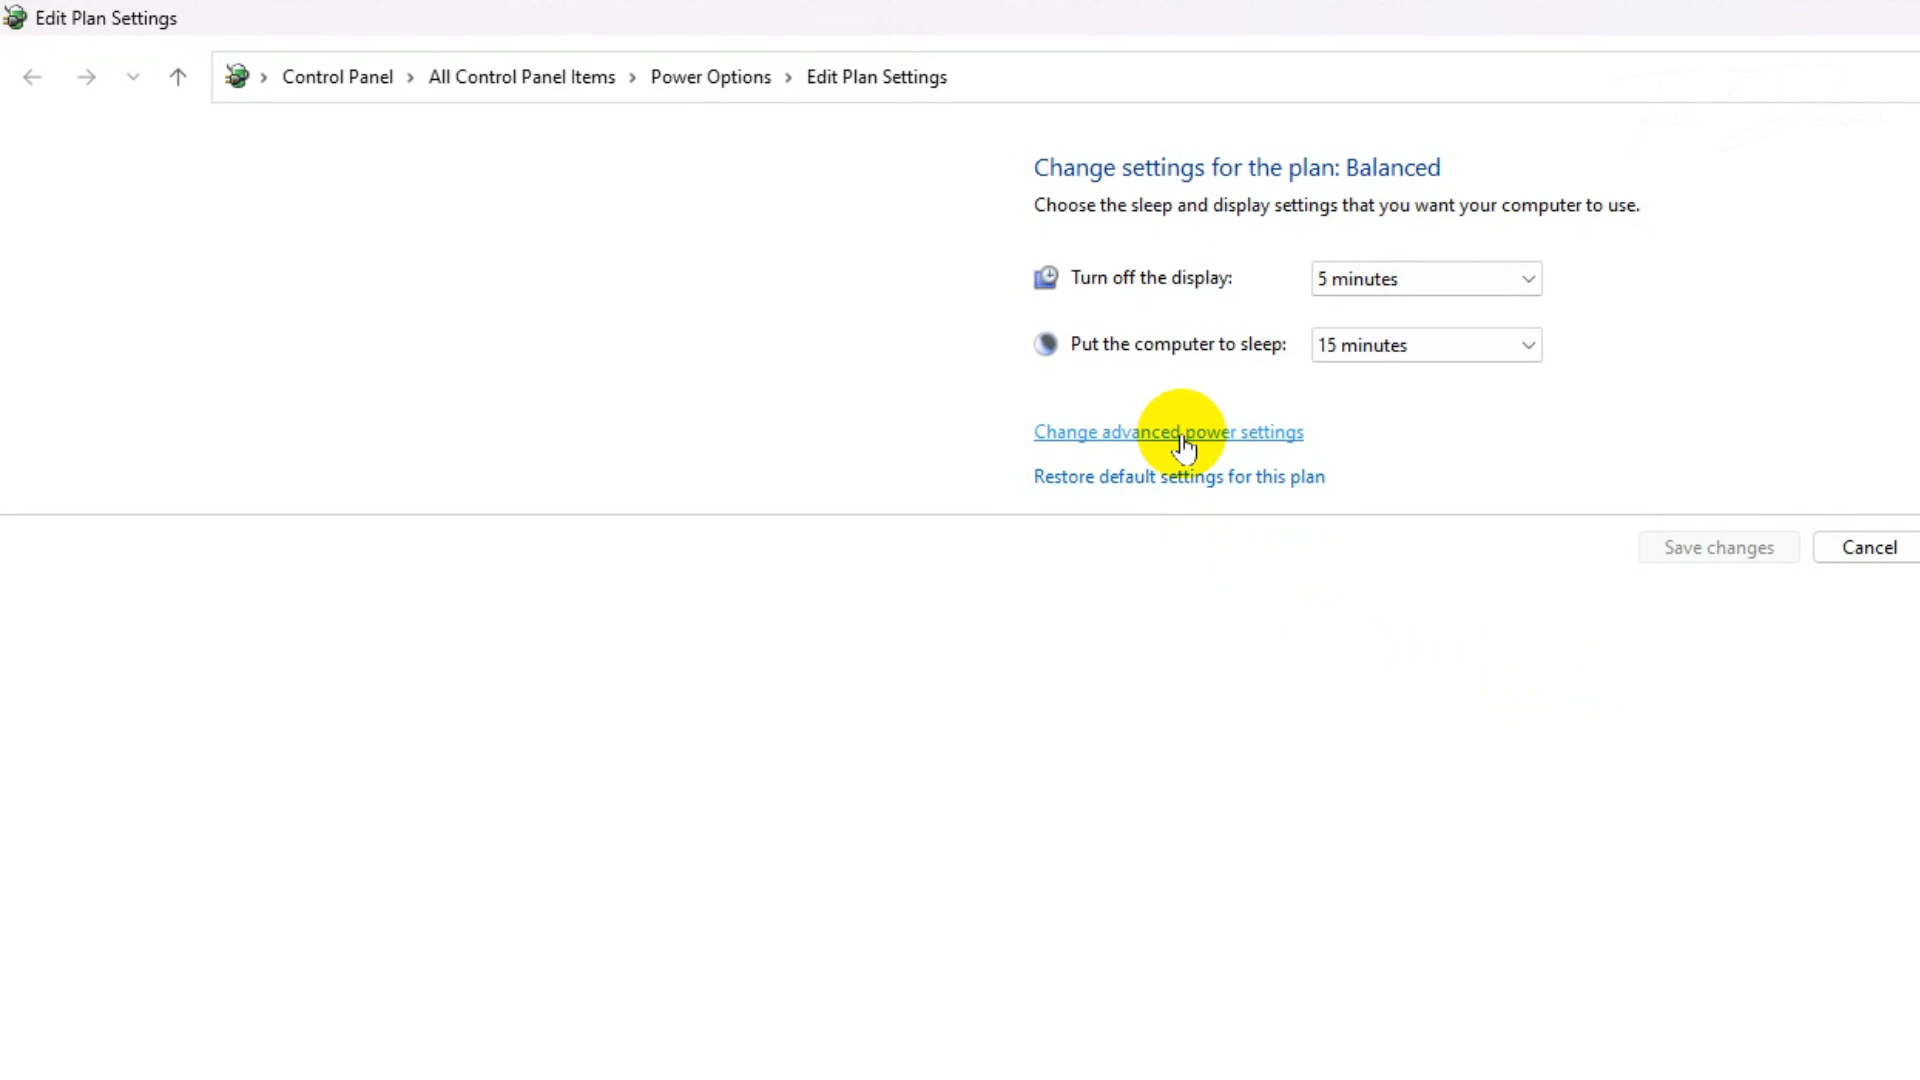 Edit Plan Settings
Control Panel > All Control Panel Items > Power Options > Edit Plan Settings
Change settings for the plan: Balanced
Choose the sleep and display settings that you want your computer to use.
Turn off the display: 5 minutes
Put the computer to sleep: 15 minutes
Change advanced power settings
Restore default settings for this plan
Save changes Cancel